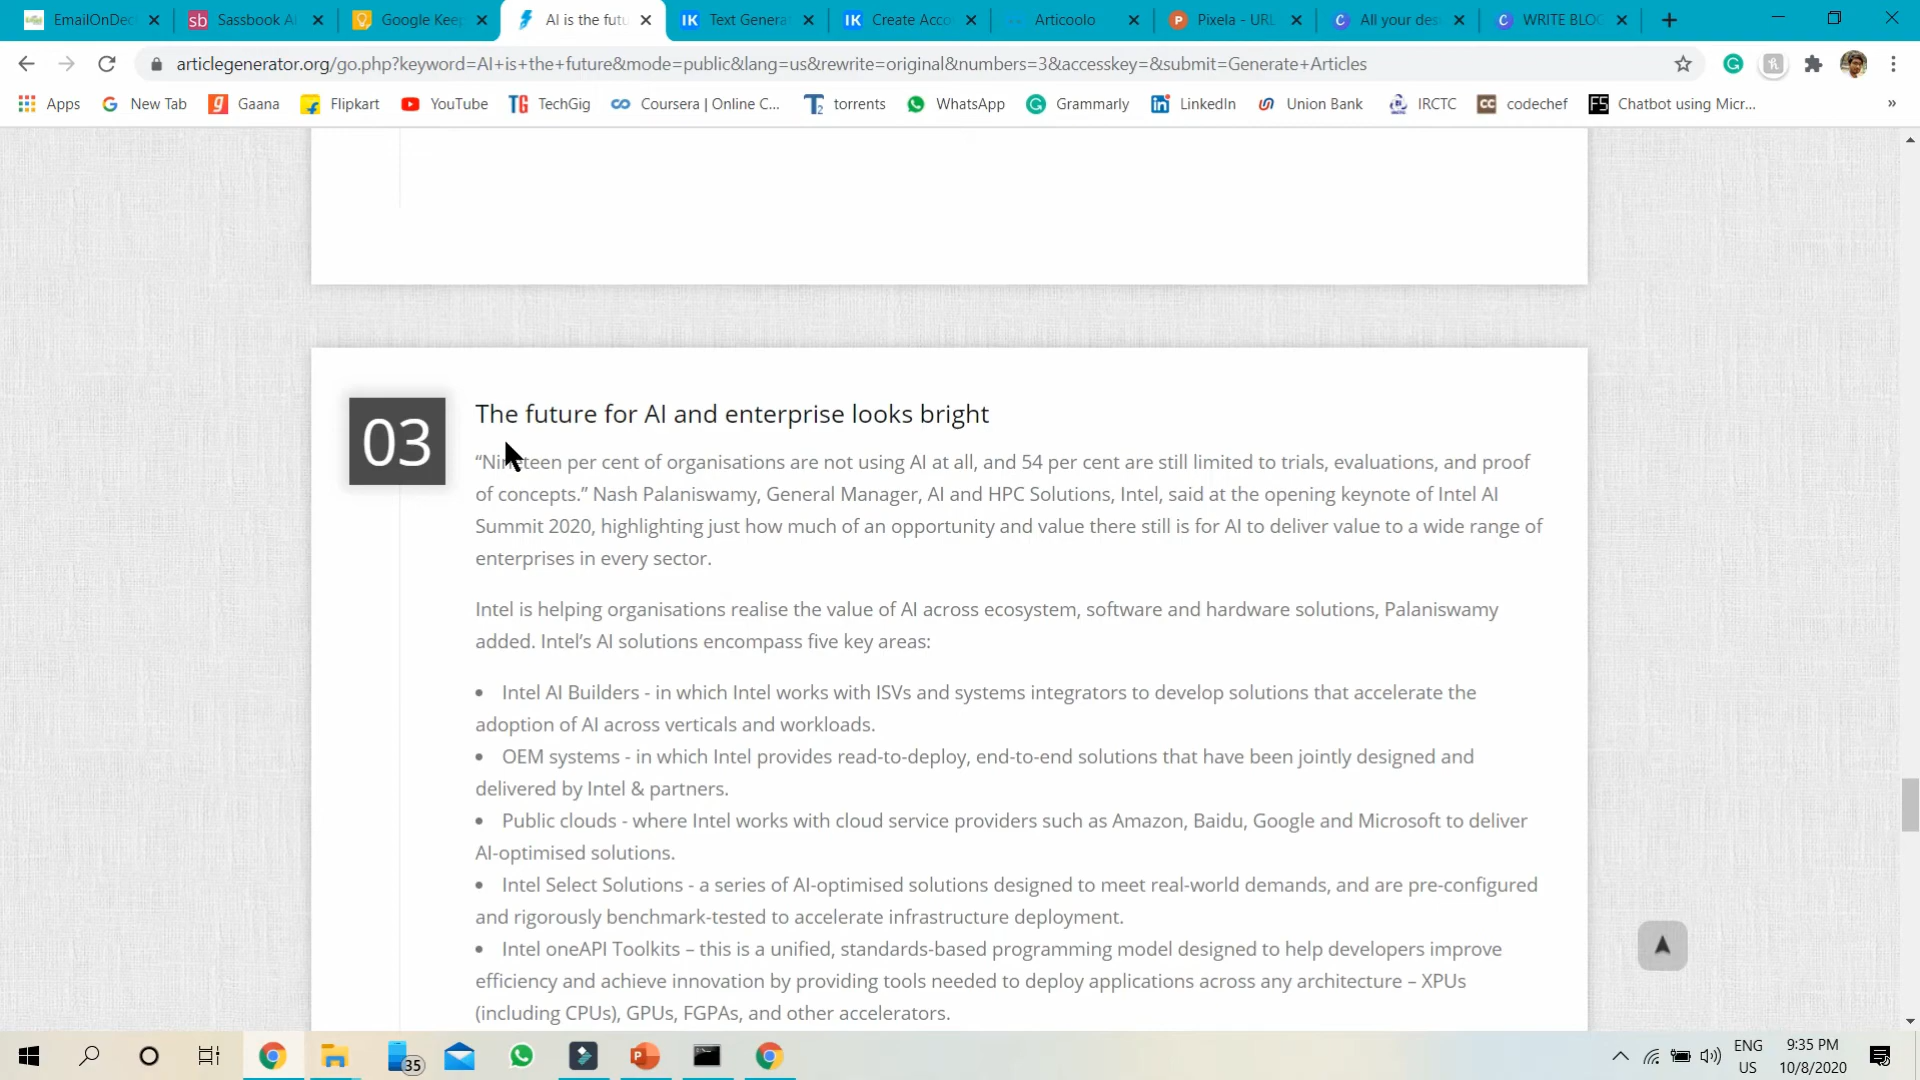 EmailOnDec
sb Sassbook AI
Google Keep
AI is the futu
IK Text Genera
IK Create Acco
Articoolo
P Pixela - URL
C All your des
C WRITE BLOG
articlegenerator.org/go.php?keyword=AI+is+the+future&mode=public&lang=us&rewrite=original&numbers=3&accesskey=&submit=Generate+Articles
Apps
G New Tab
g Gaana
Flipkart
YouTube
TG TechGig
Coursera | Online C...
T2 torrents
WhatsApp
Grammarly
in LinkedIn
Union Bank
IRCTC
CC codechef
FS Chatbot using Micr...
»
03
The future for AI and enterprise looks bright
“Nineteen per cent of organisations are not using AI at all, and 54 per cent are still limited to trials, evaluations, and proof
of concepts.” Nash Palaniswamy, General Manager, AI and HPC Solutions, Intel, said at the opening keynote of Intel AI
Summit 2020, highlighting just how much of an opportunity and value there still is for AI to deliver value to a wide range of
enterprises in every sector.
Intel is helping organisations realise the value of AI across ecosystem, software and hardware solutions, Palaniswamy
added. Intel’s AI solutions encompass five key areas:
• Intel AI Builders - in which Intel works with ISVs and systems integrators to develop solutions that accelerate the
adoption of AI across verticals and workloads.
• OEM systems - in which Intel provides read-to-deploy, end-to-end solutions that have been jointly designed and
delivered by Intel & partners.
• Public clouds - where Intel works with cloud service providers such as Amazon, Baidu, Google and Microsoft to deliver
AI-optimised solutions.
• Intel Select Solutions - a series of AI-optimised solutions designed to meet real-world demands, and are pre-configured
and rigorously benchmark-tested to accelerate infrastructure deployment.
• Intel oneAPI Toolkits – this is a unified, standards-based programming model designed to help developers improve
efficiency and achieve innovation by providing tools needed to deploy applications across any architecture – XPUs
(including CPUs), GPUs, FGPAs, and other accelerators.
35
ENG
US
9:35 PM
10/8/2020